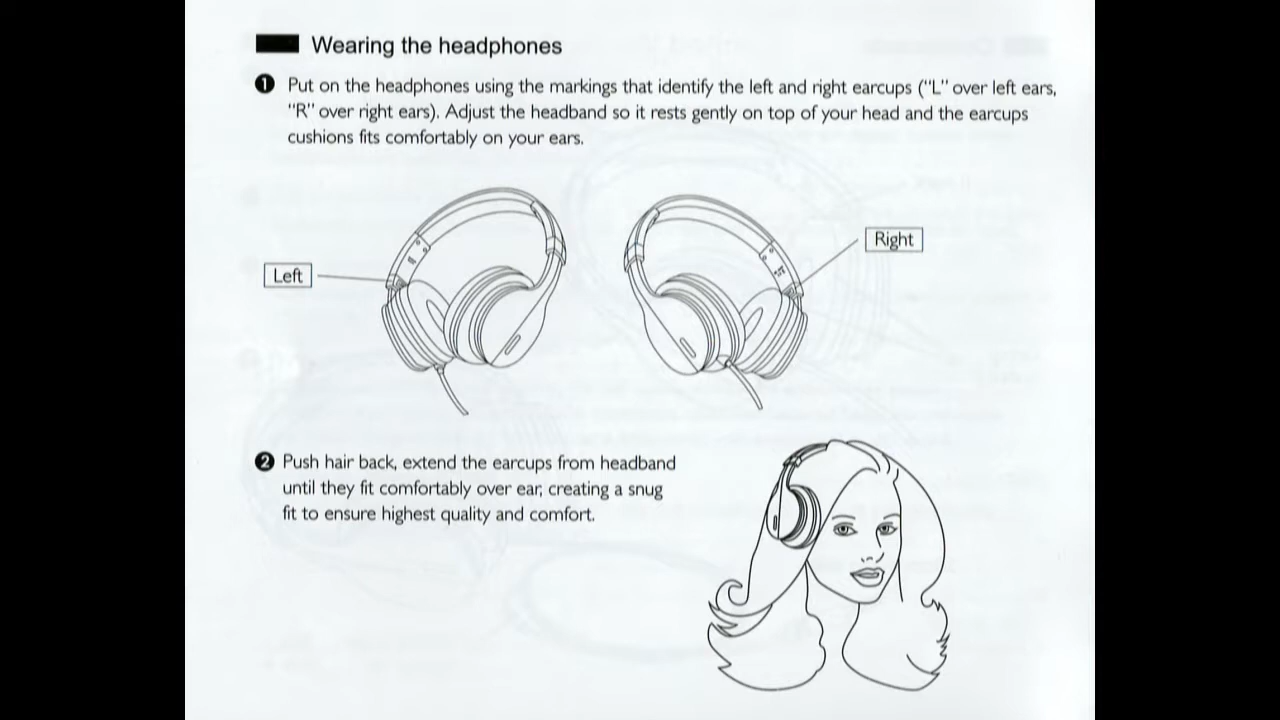 Wearing the headphones
1 Put on the headphones using the markings that identify the left and right earcups ("L" over left ears,
"R" over right ears). Adjust the headband so it rests gently on top of your head and the earcups
cushions fits comfortably on your ears.
Left
Right
2 Push hair back, extend the earcups from headband
until they fit comfortably over ear, creating a snug
fit to ensure highest quality and comfort.